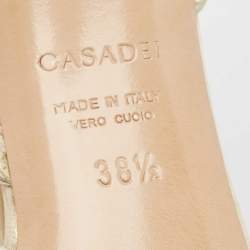 CASADEI
MADE IN ITALY
VERO CUOIO
38½